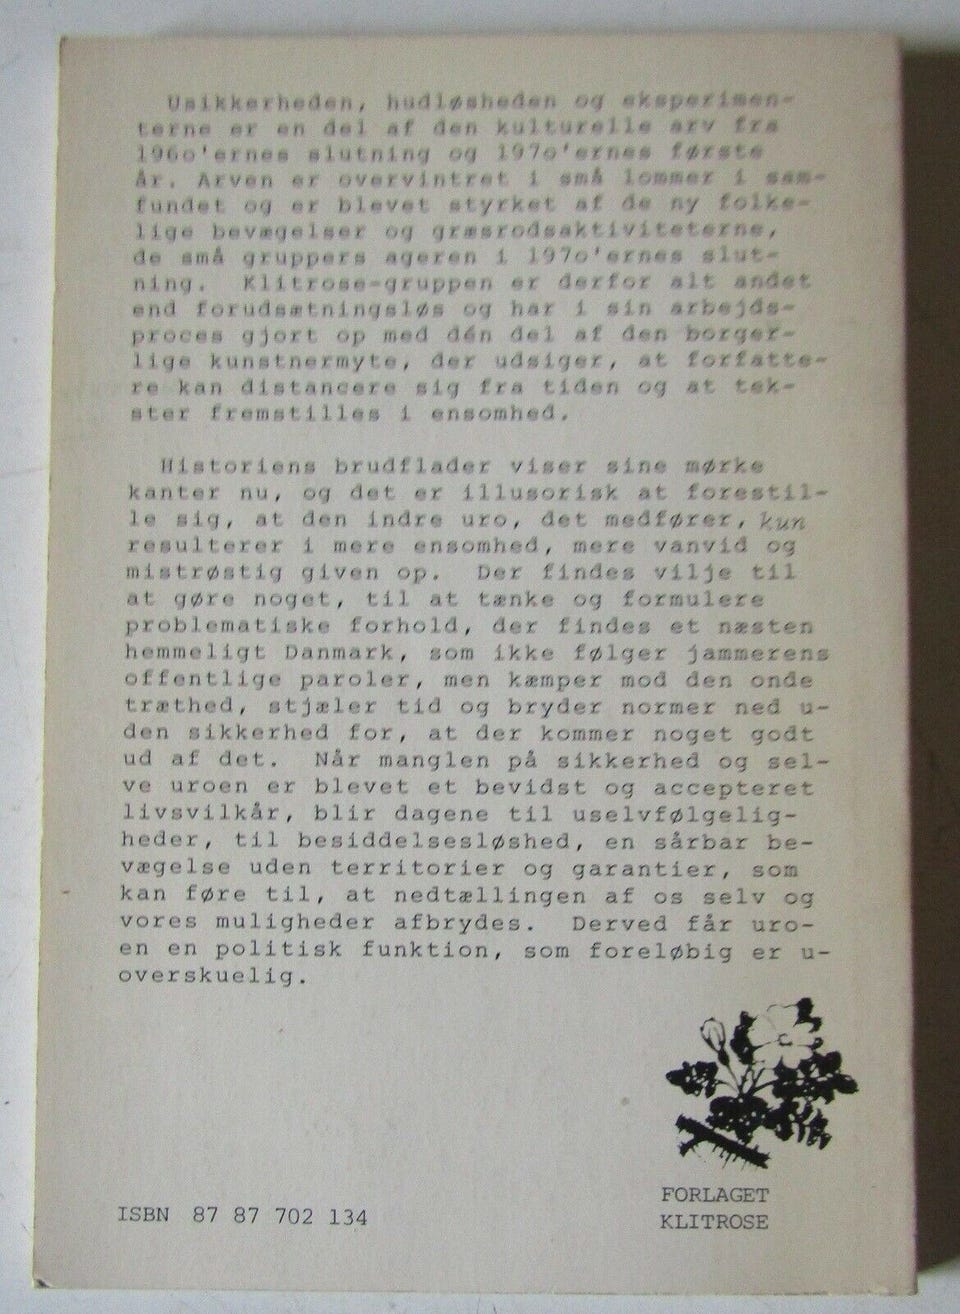 Usikkerheden, hudløsheden og eksperimen-
terne er en del af den kulturelle arv fra
196o'ernes slutning og 197o'ernes første
år. Arven er overvintret i små lommer i sam-
fundet og er blevet styrket af de ny folke-
lige bevægelser og græsrodsaktiviteterne,
de små gruppers ageren i 197o'ernes slut-
ning. Klitrose-gruppen er derfor alt andet
end forudsætningsløs og har i sin arbejds-
proces gjort op med dén del af den borger-
lige kunstnermyte, der udsiger, at forfatte-
re kan distancere sig fra tiden og at tek-
ster fremstilles i ensomhed.
Historiens brudflader viser sine mørke
kanter nu, og det er illusorisk at forestil-
le sig, at den indre uro, det medfører, kun
resulterer i mere ensomhed, mere vanvid og
mistrøstig given op. Der findes vilje til
at gøre noget, til at tænke og formulere
problematiske forhold, der findes et næsten
hemmeligt Danmark, som ikke følger jammerens
offentlige paroler, men kæmper mod den onde
træthed, stjæler tid og bryder normer ned u-
den sikkerhed for, at der kommer noget godt
ud af det. Når manglen på sikkerhed og sel-
ve uroen er blevet et bevidst og accepteret
livsvilkår, blir dagene til uselvfølgelig-
heder, til besiddelsesløshed, en sårbar be-
vægelse uden territorier og garantier, som
kan føre til, at nedtællingen af os selv og
vores muligheder afbrydes. Derved får uro-
en en politisk funktion, som foreløbig er u-
overskuelig.
ISBN 87 87 702 134
FORLAGET
KLITROSE